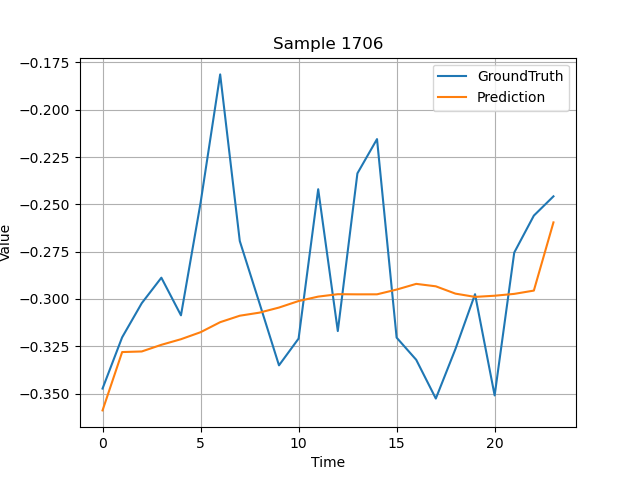 Sample 1706
GroundTruth
Prediction
−0.175
−0.200
−0.225
−0.250
−0.275
−0.300
−0.325
−0.350
Value
0 5 10 15 20
Time